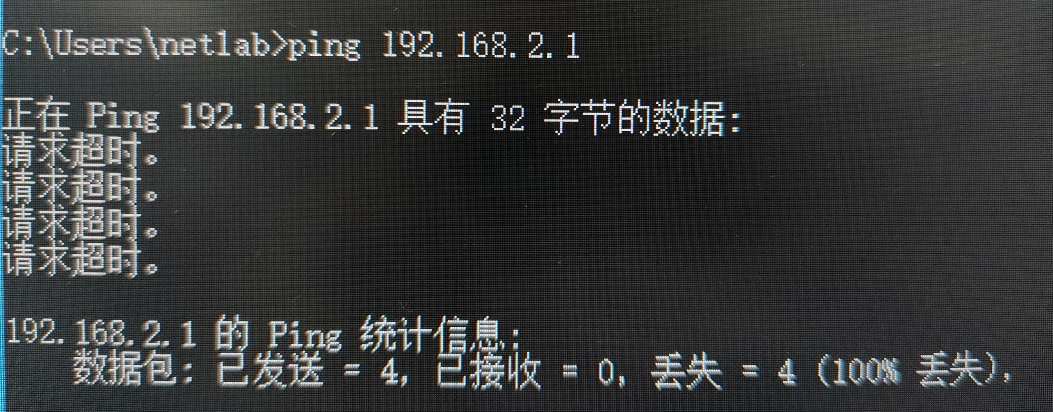 C:\Users\netlab>ping 192.168.2.1
正在 Ping 192.168.2.1 具有 32 字节的数据:
请求超时。
请求超时。
请求超时。
请求超时。
192.168.2.1 的 Ping 统计信息:
数据包: 已发送 = 4，已接收 = 0，丢失 = 4 (100% 丢失)，